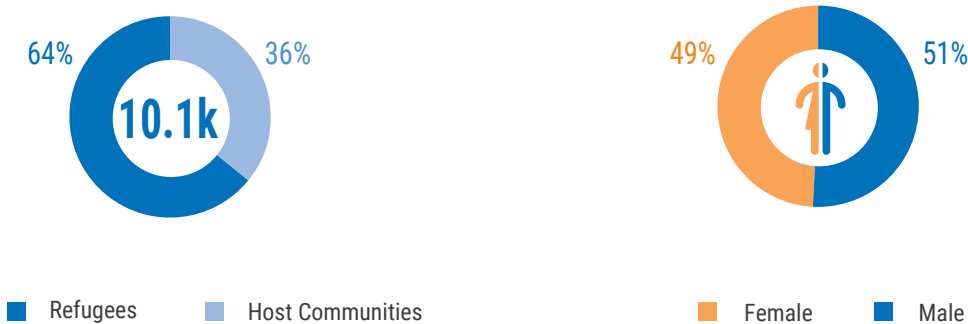 64%
36%
10.1k
49%
51%
Refugees
Host Communities
Female
Male